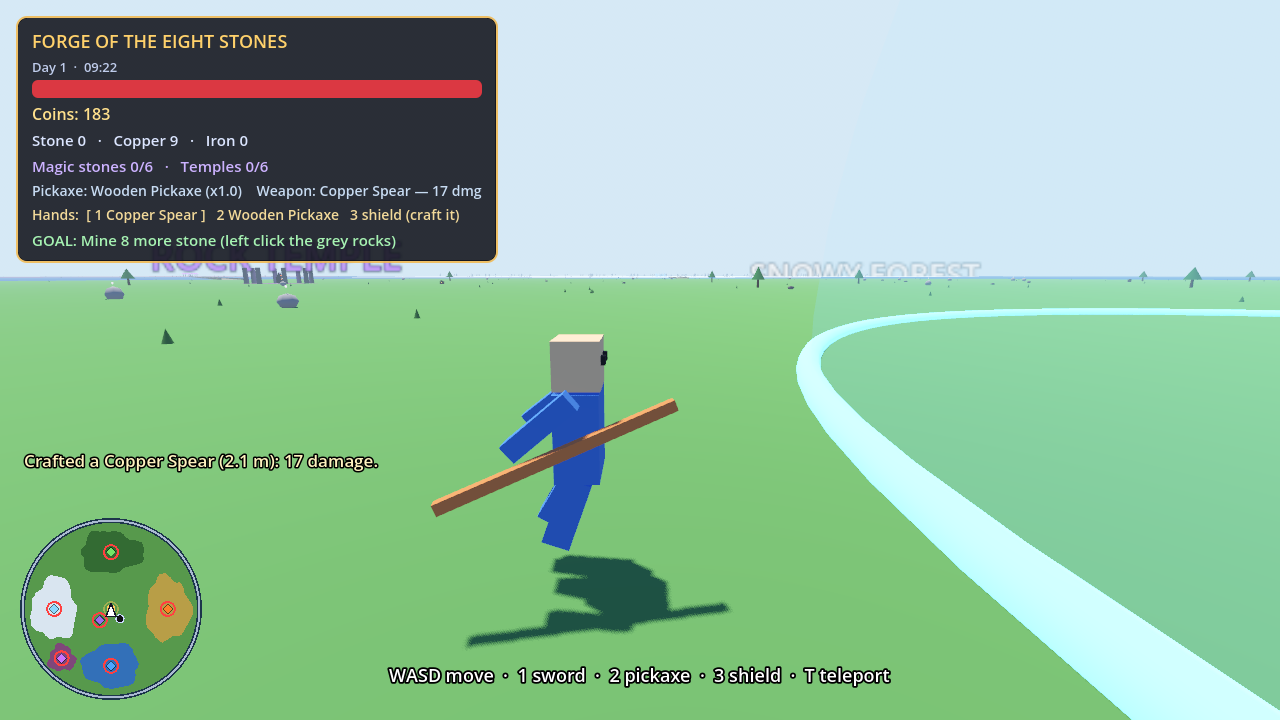 FORGE OF THE EIGHT STONES
Day 1 · 09:22
Coins: 183
Stone 0 · Copper 9 · Iron 0
Magic stones 0/6 · Temples 0/6
Pickaxe: Wooden Pickaxe (x1.0) Weapon: Copper Spear — 17 dmg
Hands: [ 1 Copper Spear ] 2 Wooden Pickaxe 3 shield (craft it)
GOAL: Mine 8 more stone (left click the grey rocks)
ROCK TEMPLE
SNOWY FOREST
Crafted a Copper Spear (2.1 m): 17 damage.
WASD move · 1 sword · 2 pickaxe · 3 shield · T teleport